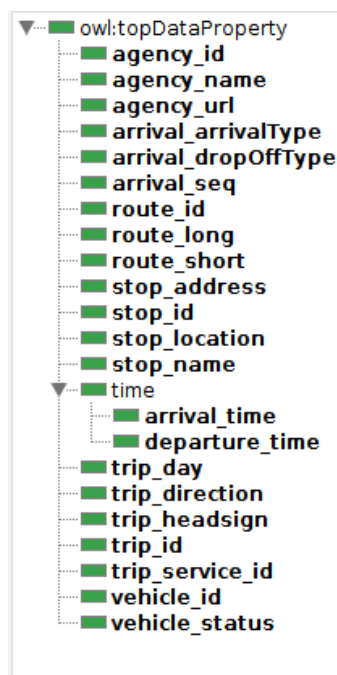 owl:topDataProperty
agency_id
agency_name
agency_url
arrival_arrivalType
arrival_dropOffType
arrival_seq
route_id
route_long
route_short
stop_address
stop_id
stop_location
stop_name
time
arrival_time
departure_time
trip_day
trip_direction
trip_headsign
trip_id
trip_service_id
vehicle_id
vehicle_status